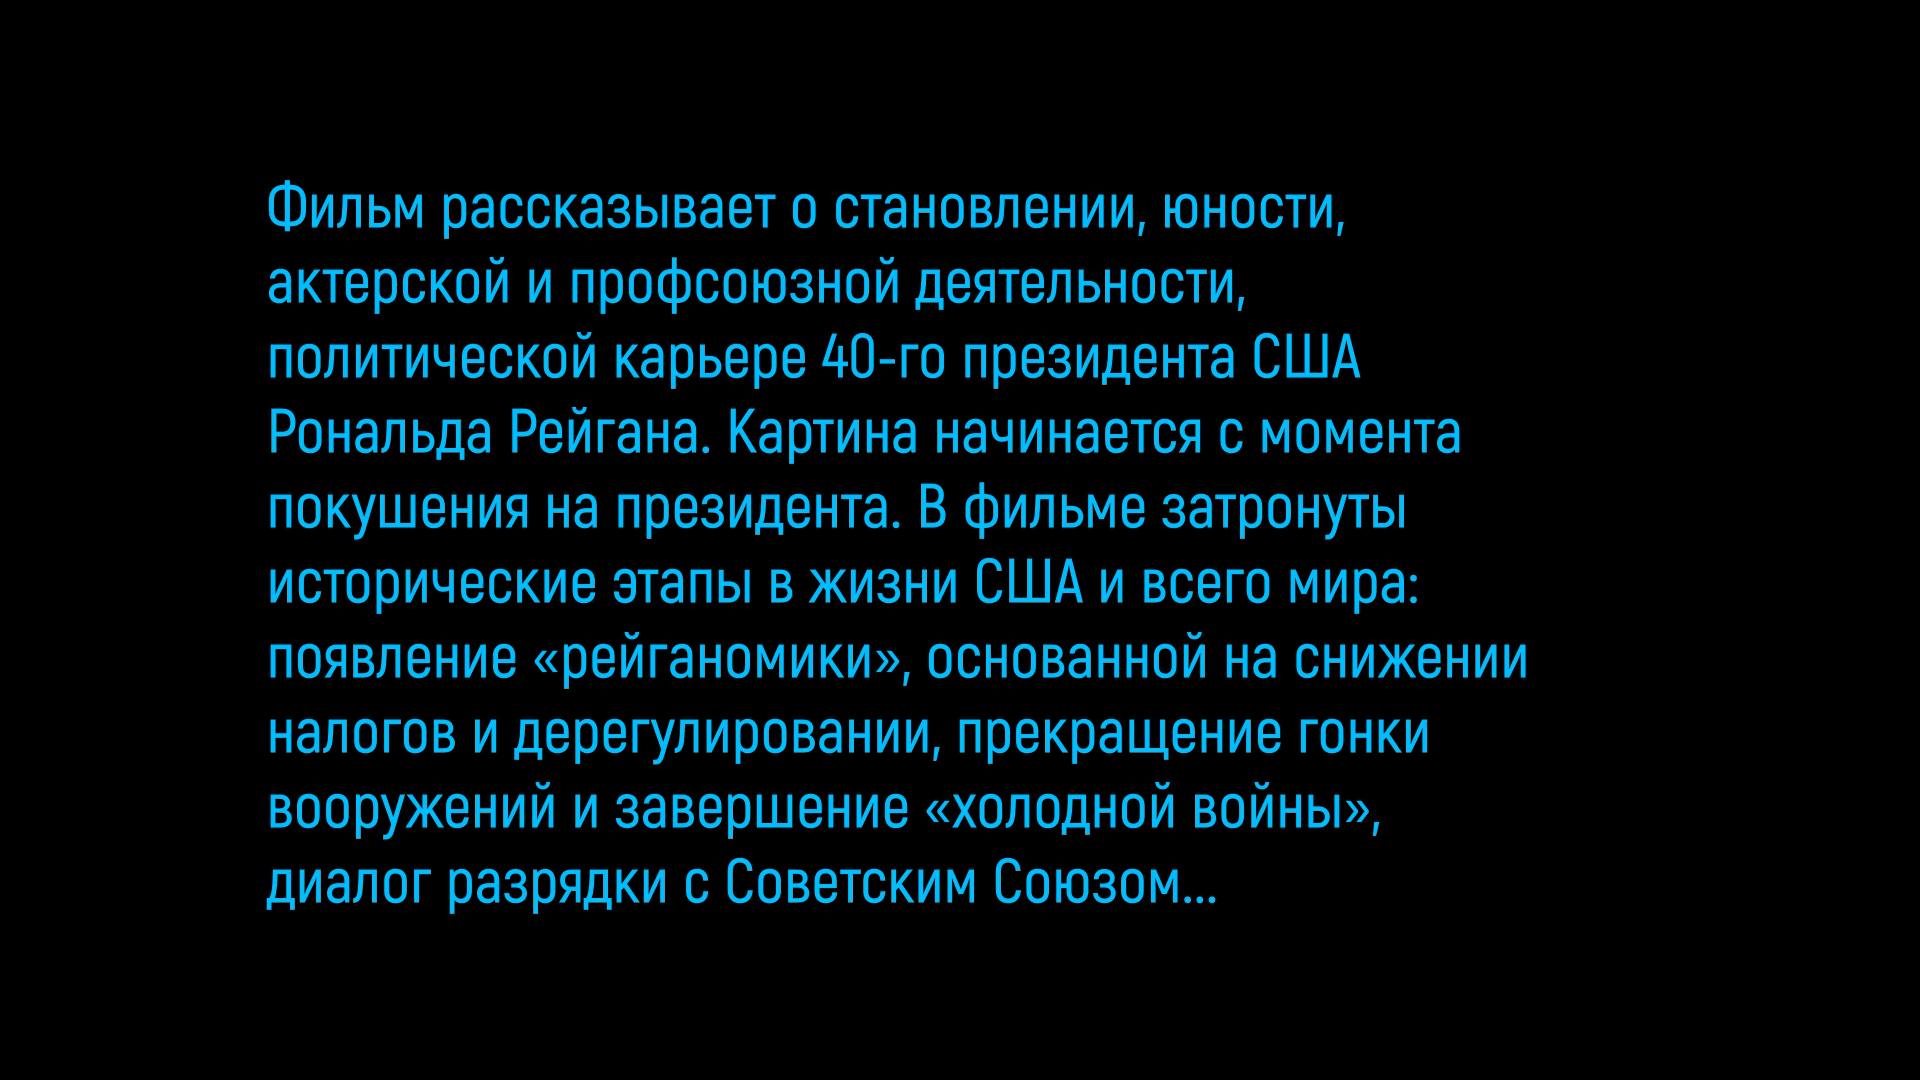 Фильм рассказывает о становлении, юности,
актерской и профсоюзной деятельности,
политической карьере 40-го президента США
Рональда Рейгана. Картина начинается с момента
покушения на президента. В фильме затронуты
исторические этапы в жизни США и всего мира:
появление «рейганомики», основанной на снижении
налогов и дерегулировании, прекращение гонки
вооружений и завершение «холодной войны»,
диалог разрядки с Советским Союзом...